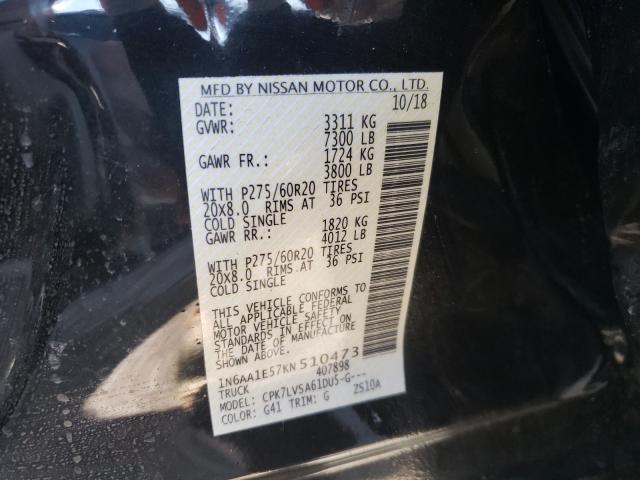 MFD BY NISSAN MOTOR CO., LTD.
DATE: 10/18
GVWR: 3311 KG
7300 LB
GAWR FR.: 1724 KG
3800 LB
WITH P275/60R20 TIRES
20X8.0 RIMS AT 36 PSI
COLD SINGLE
GAWR RR.: 1820 KG
4012 LB
WITH P275/60R20 TIRES
20X8.0 RIMS AT 36 PSI
COLD SINGLE
THIS VEHICLE CONFORMS TO
ALL APPLICABLE FEDERAL
MOTOR VEHICLE SAFETY
STANDARDS IN EFFECT ON
THE DATE OF MANUFACTURE
SHOWN ABOVE.
1N6AA1E57KN510473
TRUCK 407898
MODEL: CPK7LVSA61DU5-G---
COLOR: G41 TRIM: G ZS10A